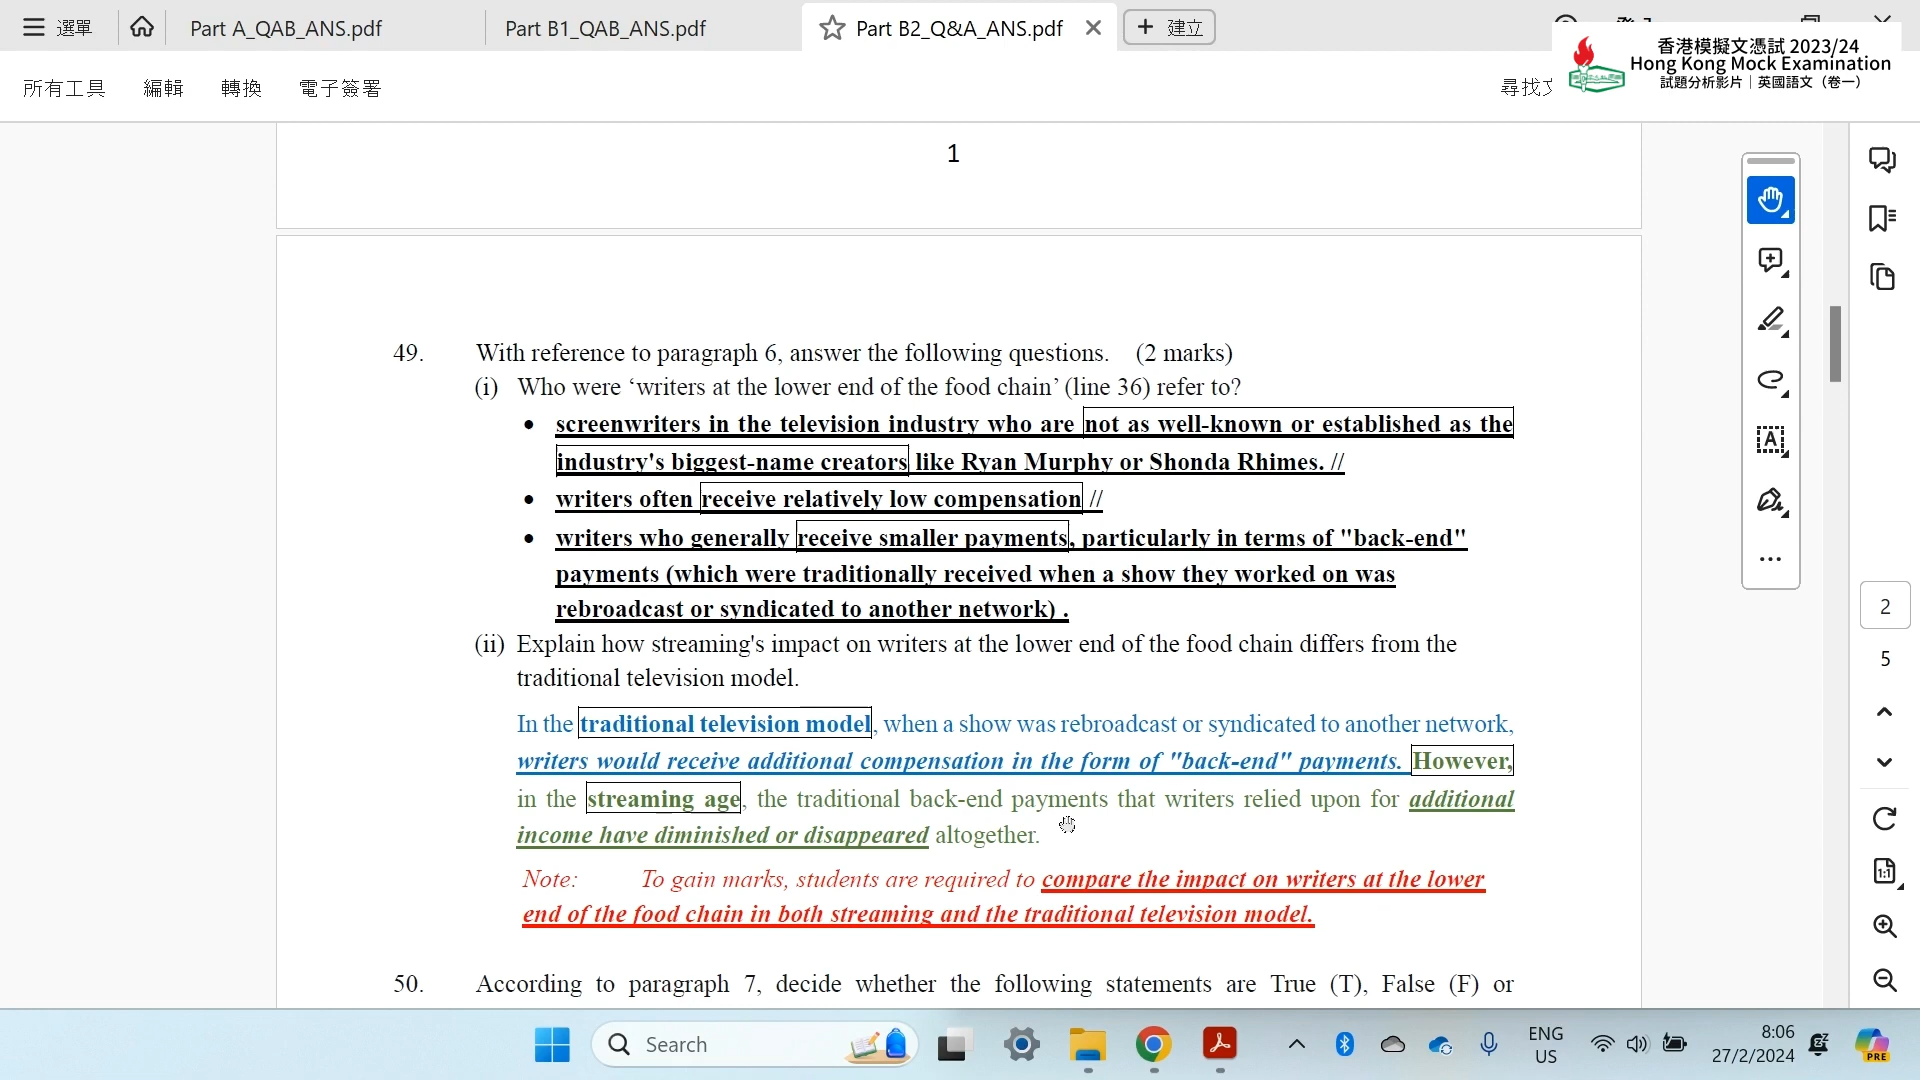 選單
Part A_QAB_ANS.pdf
Part B1_QAB_ANS.pdf
Part B2_Q&A_ANS.pdf
建立
所有工具
編輯
轉換
電子簽署
香港模擬文憑試 2023/24
Hong Kong Mock Examination
試題分析影片｜英國語文（卷一）
1
49. With reference to paragraph 6, answer the following questions. (2 marks)
(i) Who were ‘writers at the lower end of the food chain’ (line 36) refer to?
• screenwriters in the television industry who are not as well-known or established as the
industry's biggest-name creators like Ryan Murphy or Shonda Rhimes. //
• writers often receive relatively low compensation //
• writers who generally receive smaller payments, particularly in terms of "back-end"
payments (which were traditionally received when a show they worked on was
rebroadcast or syndicated to another network) .
(ii) Explain how streaming's impact on writers at the lower end of the food chain differs from the
traditional television model.
In the traditional television model, when a show was rebroadcast or syndicated to another network,
writers would receive additional compensation in the form of "back-end" payments. However,
in the streaming age, the traditional back-end payments that writers relied upon for additional
income have diminished or disappeared altogether.
Note: To gain marks, students are required to compare the impact on writers at the lower
end of the food chain in both streaming and the traditional television model.
50. According to paragraph 7, decide whether the following statements are True (T), False (F) or
A
2
5
1:1
Search
ENG
US
8:06
27/2/2024
PRE